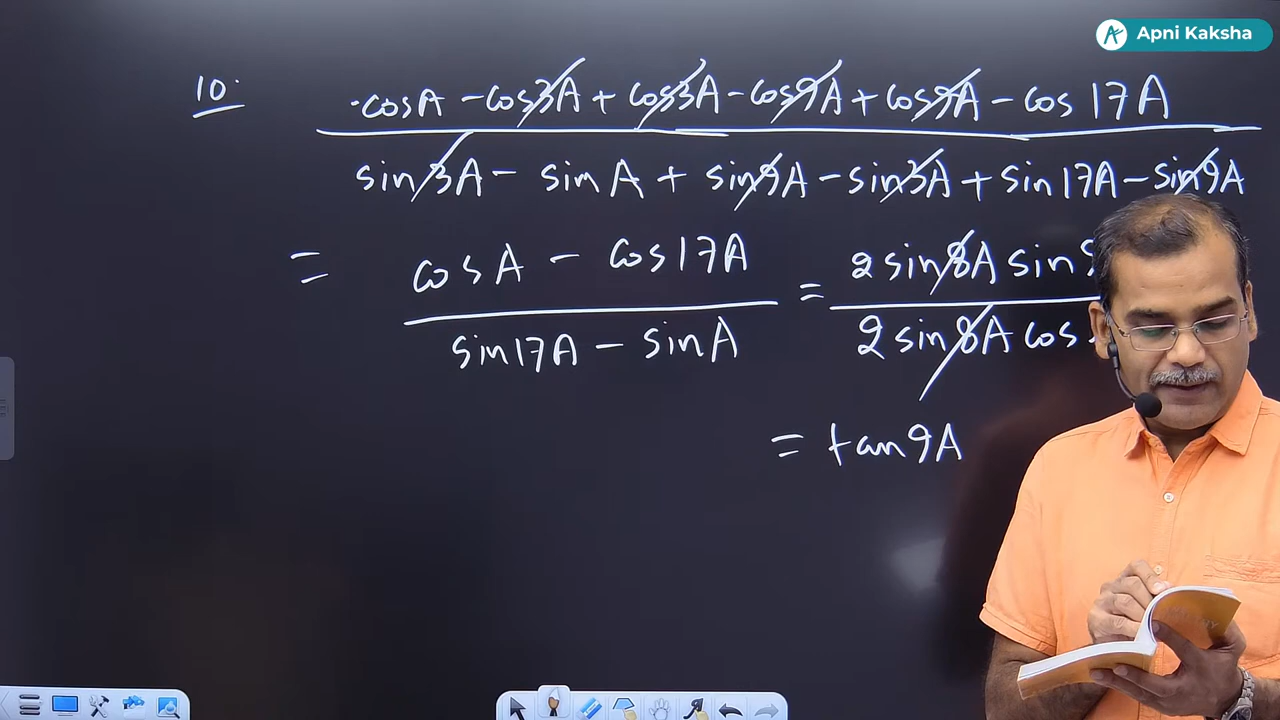 Apni Kaksha
10.
cosA - cos3A + cos3A - cos9A + cos9A - cos 17A
sin3A - sin A + sin9A - sin3A + sin17A - sin9A
= cosA - cos17A = 2 sin8A sin
sin17A - sinA 2 sin8A cos
= tan9A